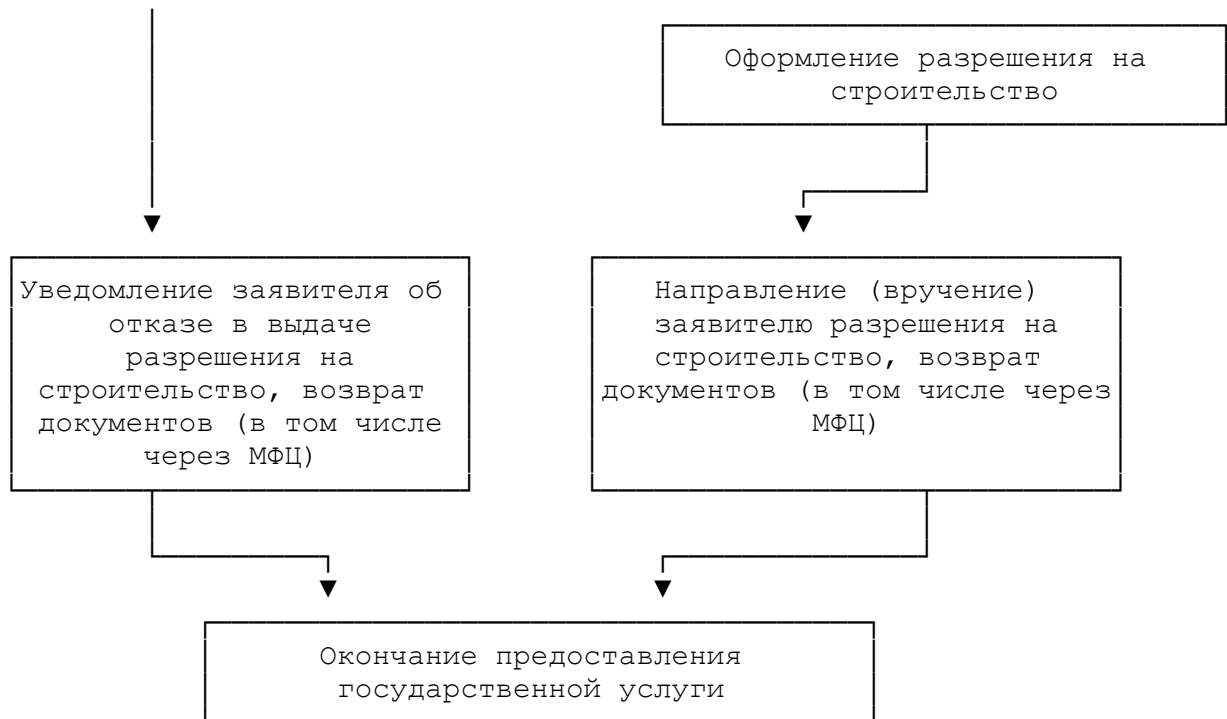 Оформление разрешения на
строительство
Уведомление заявителя об
отказе в выдаче
разрешения на
строительство, возврат
документов (в том числе
через МФЦ)
Направление (вручение)
заявителю разрешения на
строительство, возврат
документов (в том числе через
МФЦ)
Окончание предоставления
государственной услуги